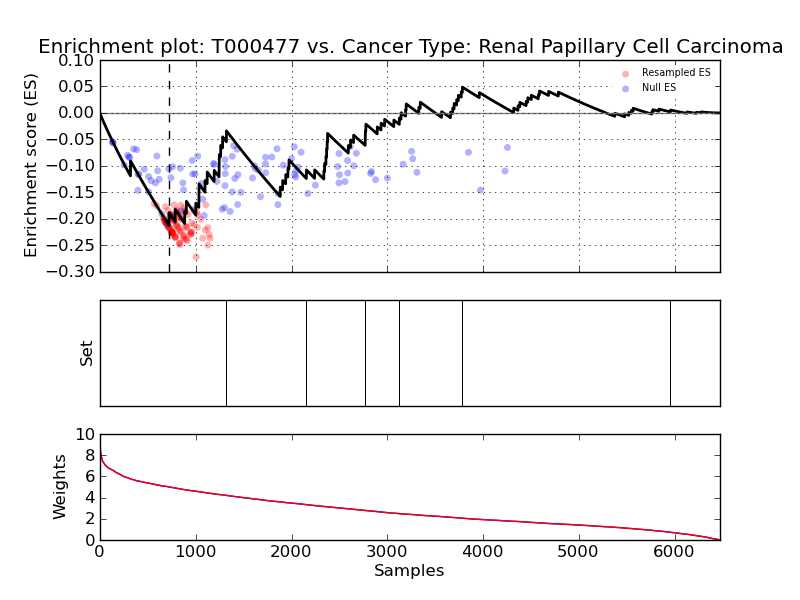 Enrichment plot: T000477 vs. Cancer Type: Renal Papillary Cell Carcinoma
Enrichment score (ES)
0.10
0.05
0.00
−0.05
−0.10
−0.15
−0.20
−0.25
−0.30
Resampled ES
Null ES
Set
Weights
10
8
6
4
2
0
0 1000 2000 3000 4000 5000 6000
Samples